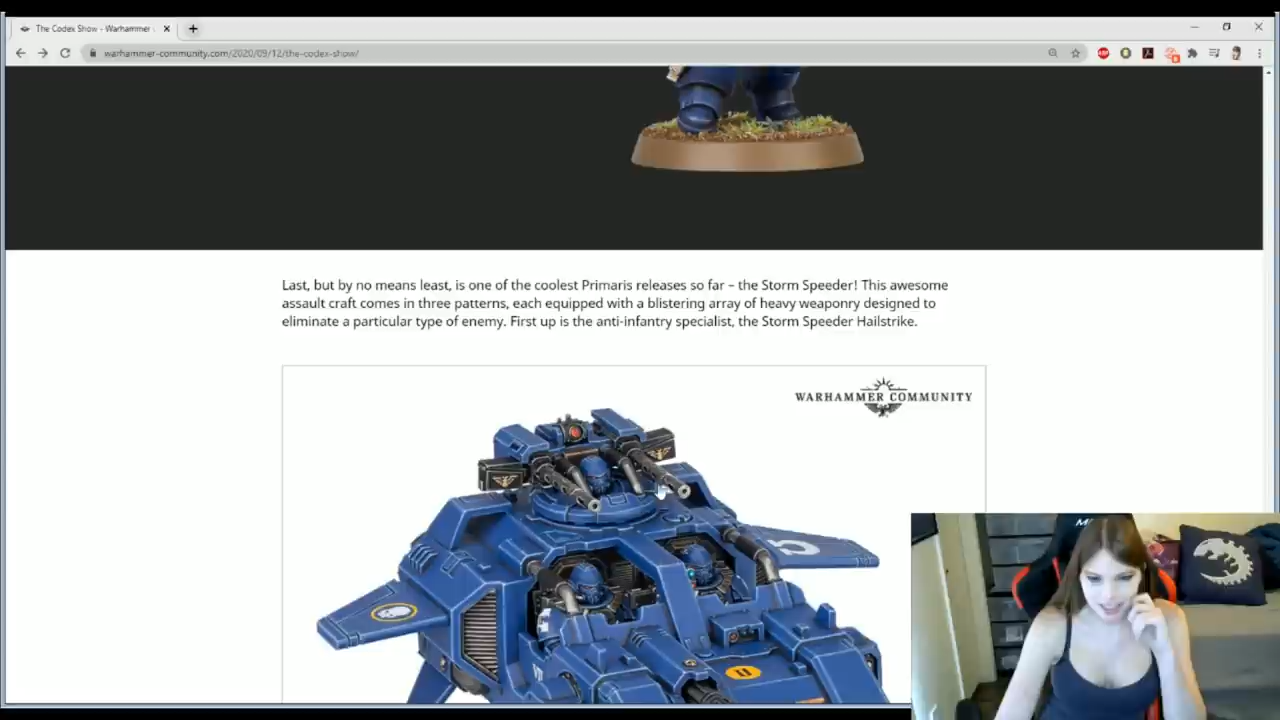 The Codex Show - Warhammer
warhammer-community.com/2020/09/12/the-codex-show/
Last, but by no means least, is one of the coolest Primaris releases so far – the Storm Speeder! This awesome
assault craft comes in three patterns, each equipped with a blistering array of heavy weaponry designed to
eliminate a particular type of enemy. First up is the anti-infantry specialist, the Storm Speeder Hailstrike.
WARHAMMER COMMUNITY